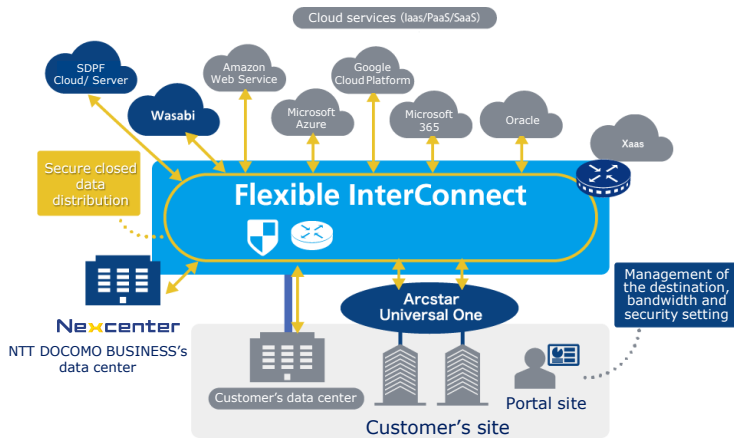 Cloud services (Iaas/PaaS/SaaS)
SDPF
Cloud/ Server
Wasabi
Amazon
Web Service
Microsoft
Azure
Google
Cloud Platform
Microsoft
365
Oracle
Xaas
Secure closed
data
distribution
Flexible InterConnect
Arcstar
Universal One
Management of
the destination,
bandwidth and
security setting
Nexcenter
NTT DOCOMO BUSINESS's
data center
Customer's data center
Portal site
Customer's site